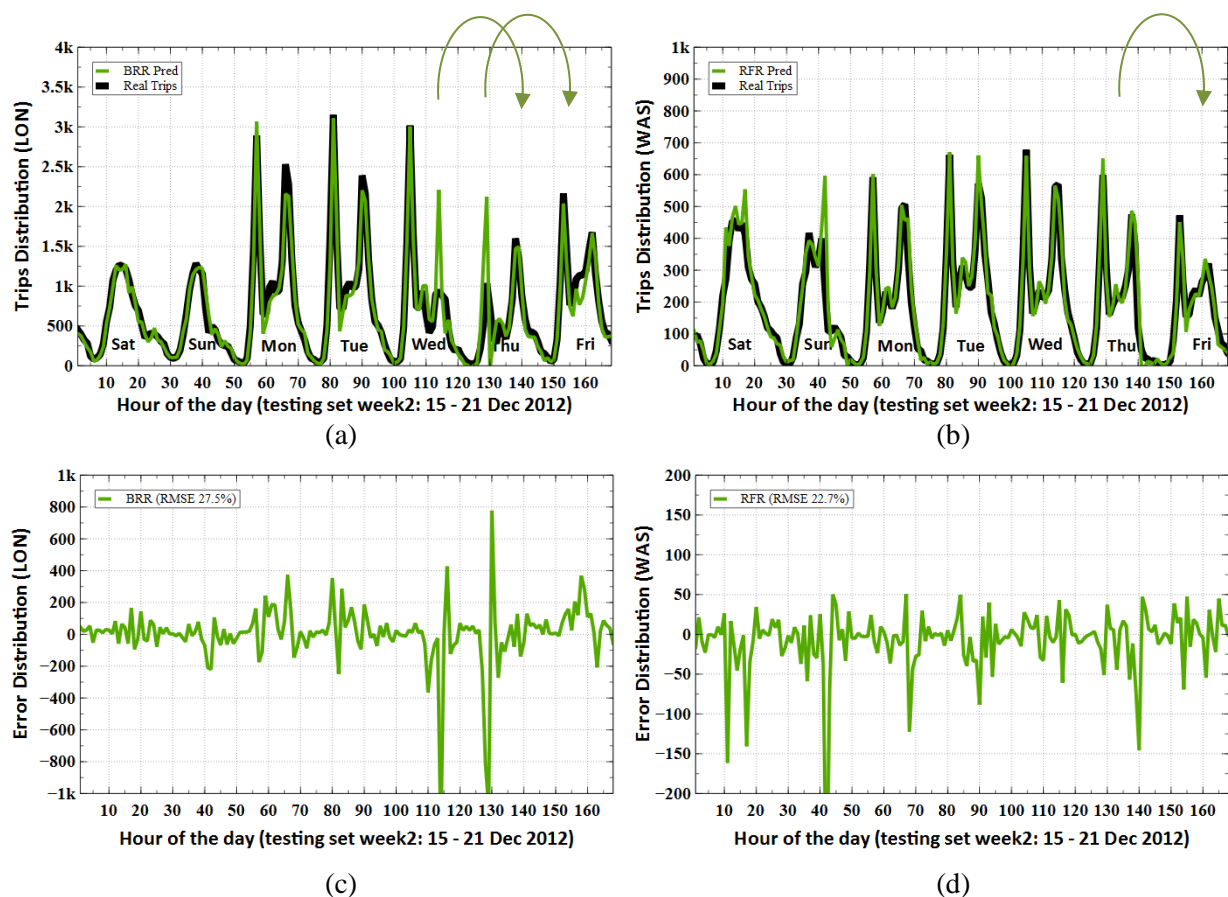 4k
3.5k
3k
2.5k
2k
1.5k
1k
500
0
Trips Distribution (LON)
BRR Pred
Real Trips
Sat
Sun
Mon
Tue
Wed
Thu
Fri
10 20 30 40 50 60 70 80 90 100 110 120 130 140 150 160
Hour of the day (testing set week2: 15 - 21 Dec 2012)
(a)
1k
900
800
700
600
500
400
300
200
100
0
Trips Distribution (WAS)
RFR Pred
Real Trips
Sat
Sun
Mon
Tue
Wed
Thu
Fri
10 20 30 40 50 60 70 80 90 100 110 120 130 140 150 160
Hour of the day (testing set week2: 15 - 21 Dec 2012)
(b)
1k
800
600
400
200
0
−200
−400
−600
−800
−1k
Error Distribution (LON)
BRR (RMSE 27.5%)
10 20 30 40 50 60 70 80 90 100 110 120 130 140 150 160
Hour of the day (testing set week2: 15 - 21 Dec 2012)
(c)
200
150
100
50
0
−50
−100
−150
−200
Error Distribution (WAS)
RFR (RMSE 22.7%)
10 20 30 40 50 60 70 80 90 100 110 120 130 140 150 160
Hour of the day (testing set week2: 15 - 21 Dec 2012)
(d)